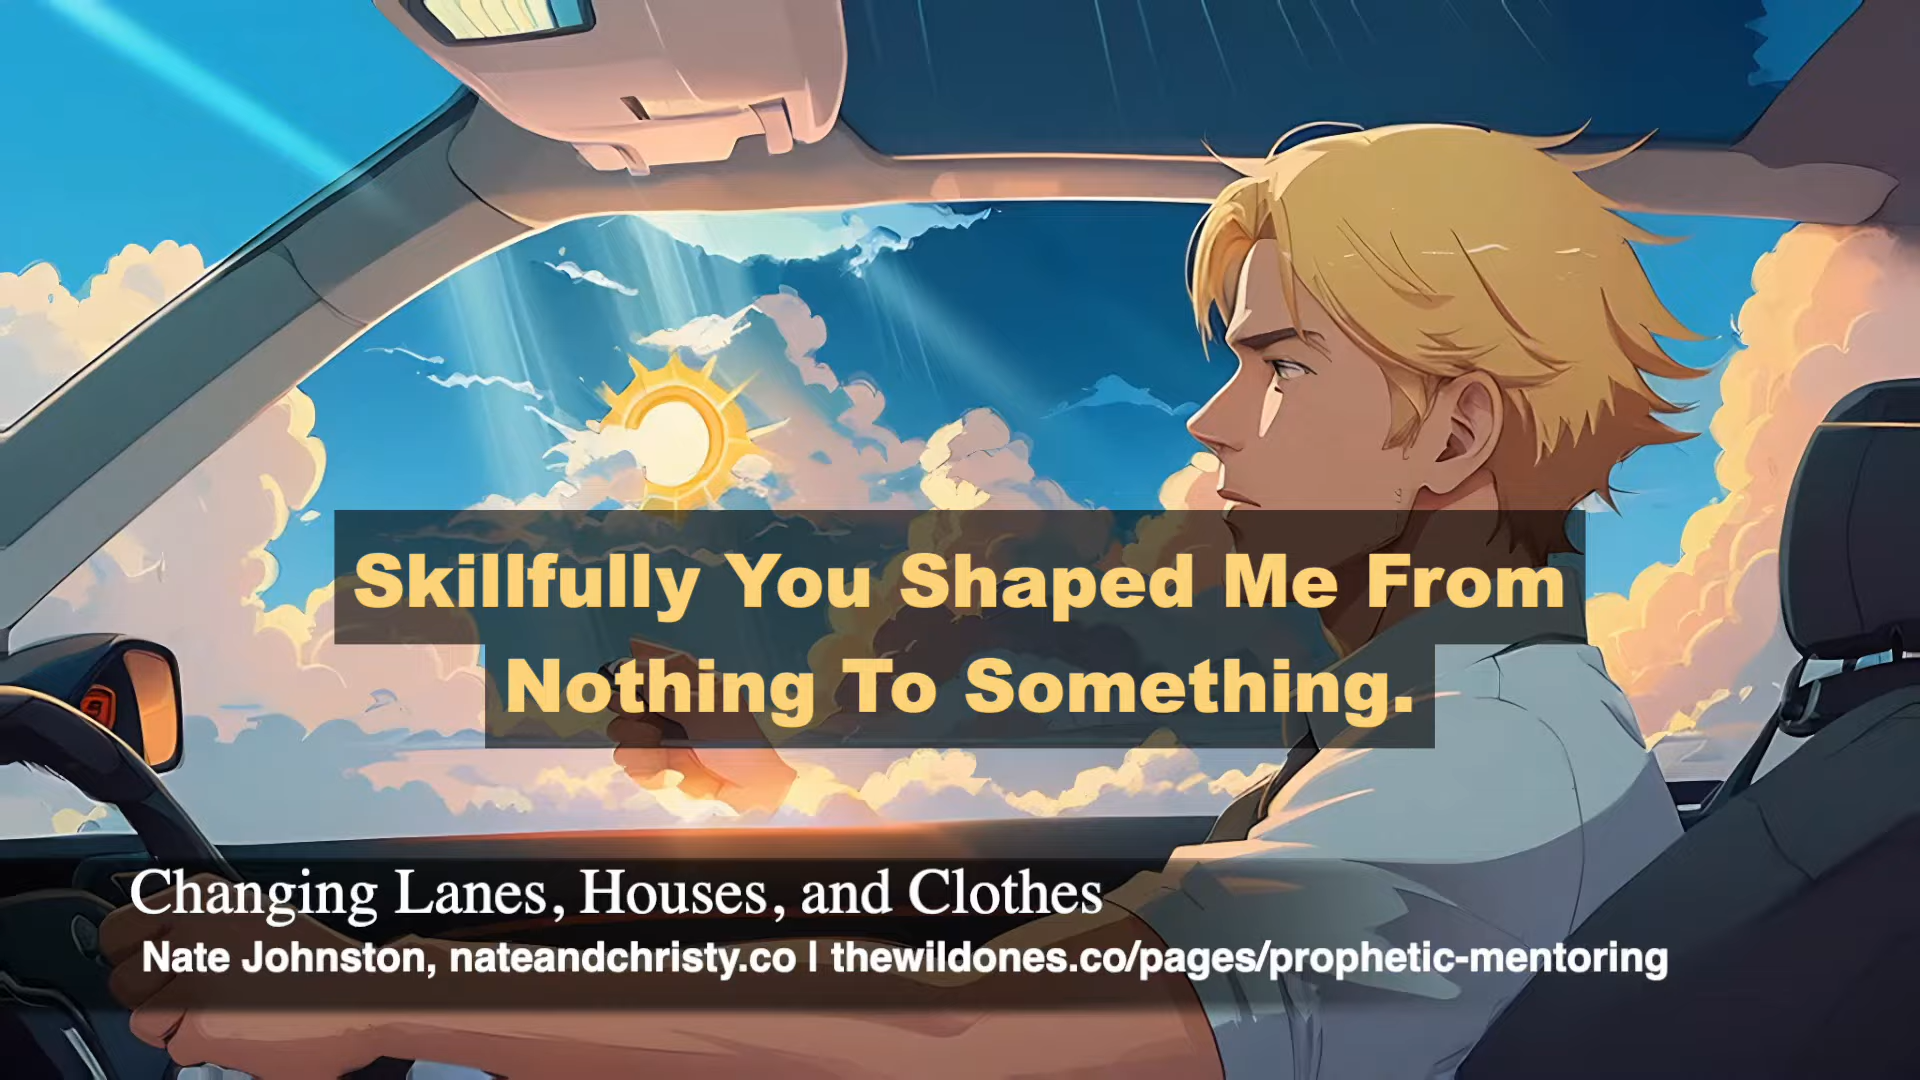 Skillfully You Shaped Me From
Nothing To Something.
Changing Lanes, Houses, and Clothes
Nate Johnston, nateandchristy.co | thewildones.co/pages/prophetic-mentoring